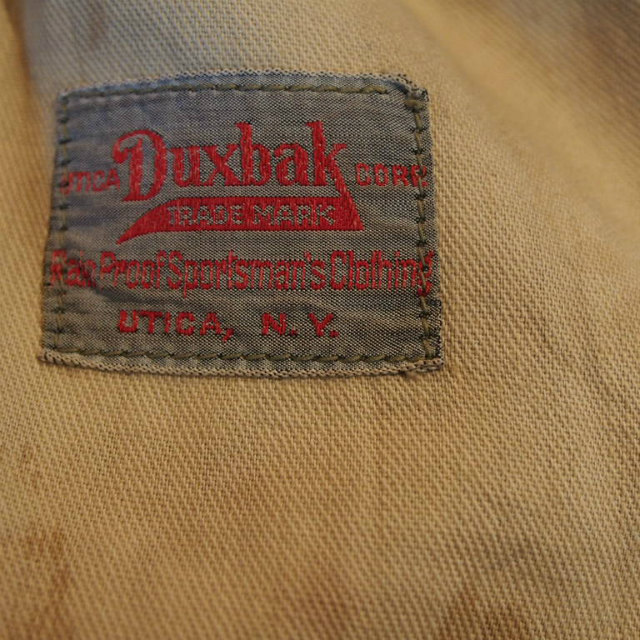 UTICA Duxbak CORP.
TRADE MARK
Rain Proof Sportsman's Clothing
UTICA, N.Y.